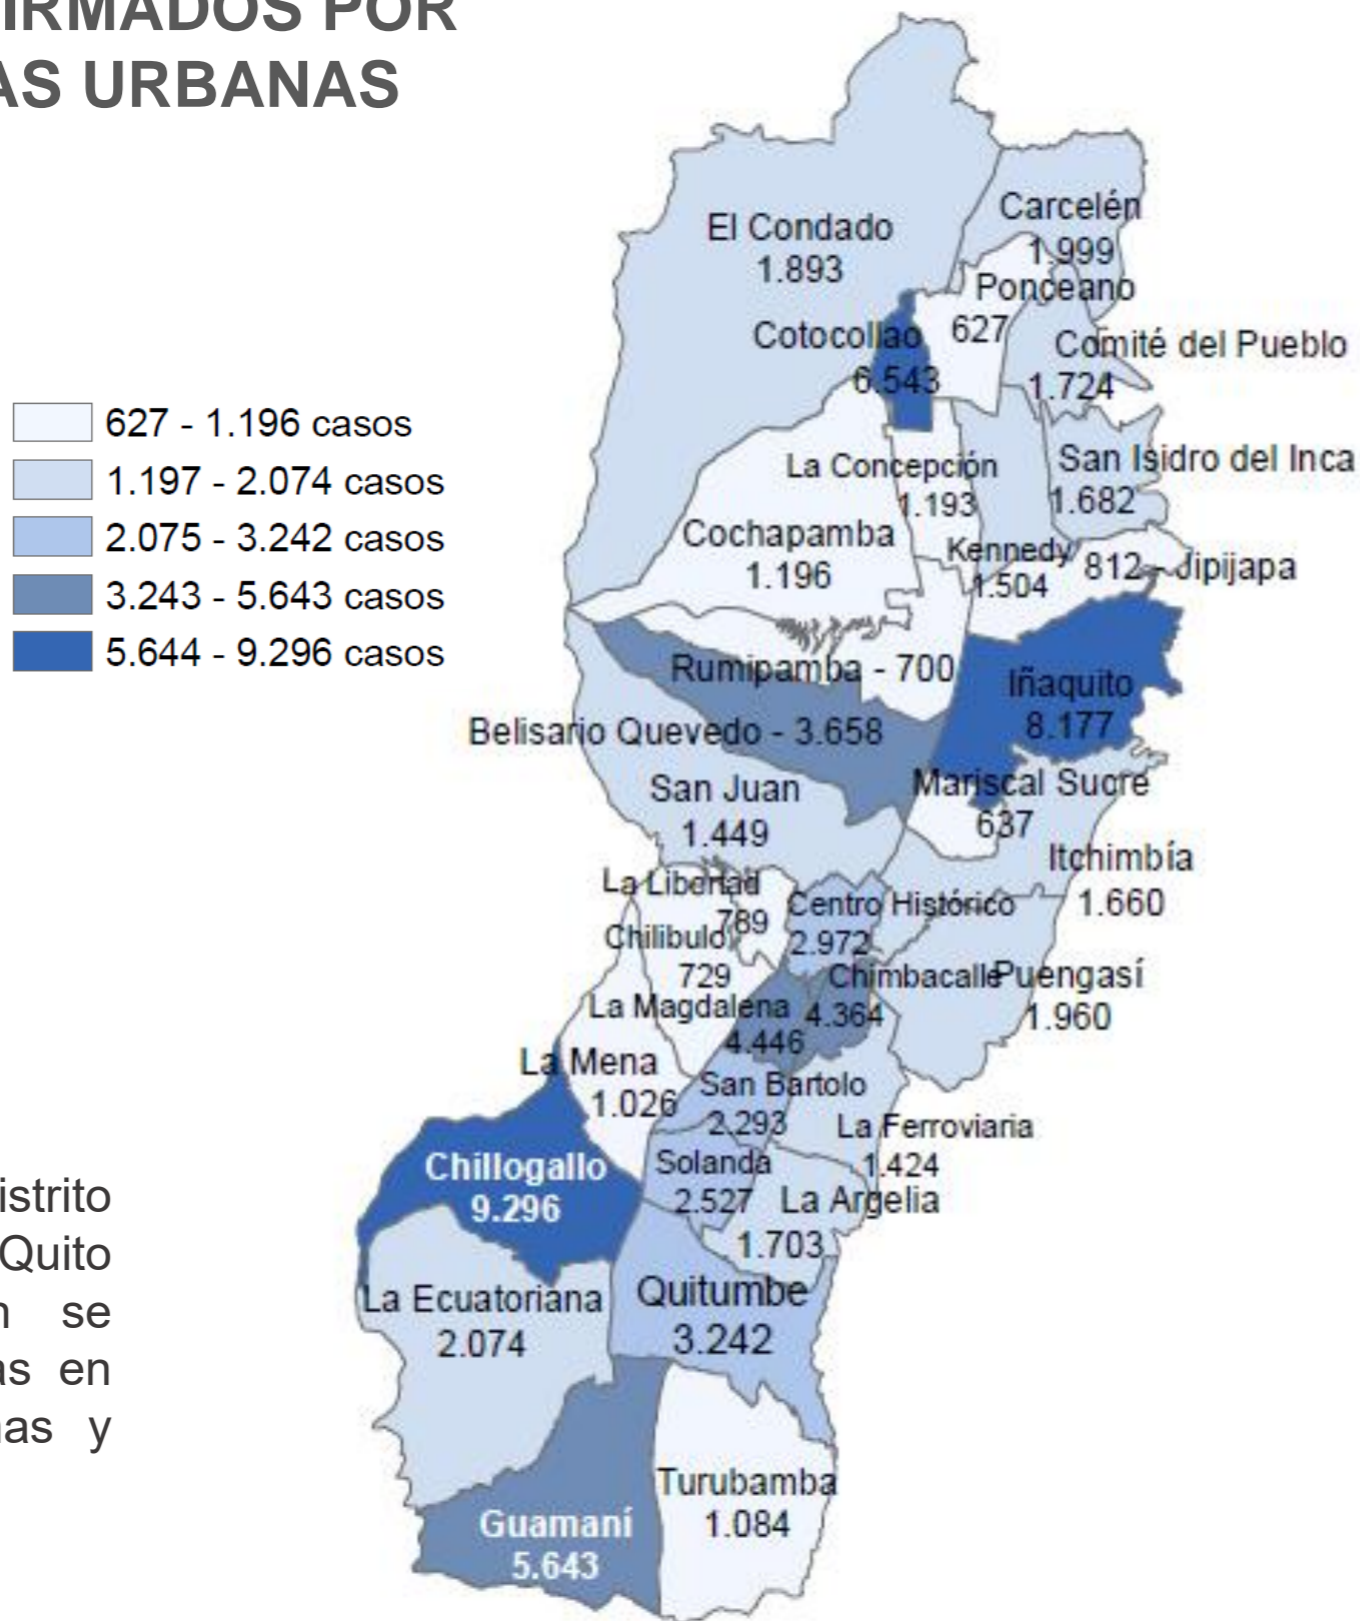 IRMADOS POR
AS URBANAS
627 - 1.196 casos
1.197 - 2.074 casos
2.075 - 3.242 casos
3.243 - 5.643 casos
5.644 - 9.296 casos
El Condado
1.893
Carcelén
1.999
Ponceano
627
Cotocollao
6.543
Comité del Pueblo
1.724
La Concepción
1.193
San Isidro del Inca
1.682
Cochapamba
1.196
Kennedy
1.504
812 - Jipijapa
Rumipamba - 700
Iñaquito
8.177
Belisario Quevedo - 3.658
San Juan
1.449
Mariscal Sucre
637
Itchimbía
1.660
La Libertad
789
Centro Histórico
2.972
Chilibulo
729
Chimbacalle
4.364
Puengasí
1.960
La Magdalena
4.446
La Mena
1.026
San Bartolo
2.293
La Ferroviaria
1.424
Chillogallo
9.296
Solanda
2.527
La Argelia
1.703
La Ecuatoriana
2.074
Quitumbe
3.242
Guamaní
5.643
Turubamba
1.084
istrito
Quito
n se
as en
nas y